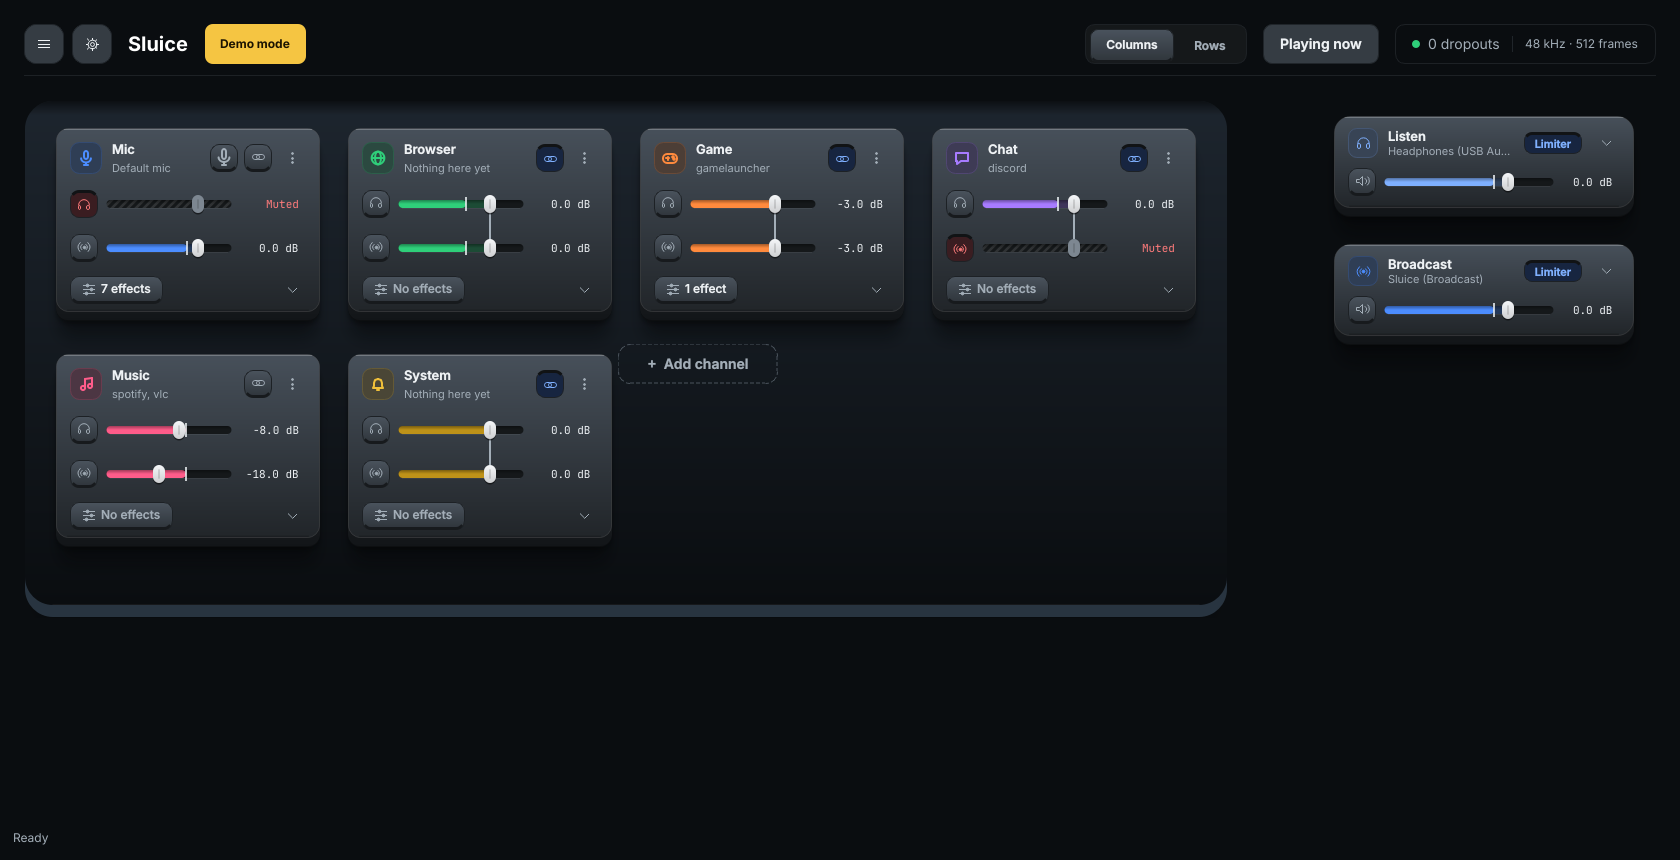 Sluice
Demo mode
Columns
Rows
Playing now
0 dropouts
48 kHz · 512 frames
Mic
Default mic
Muted
0.0 dB
7 effects
Browser
Nothing here yet
0.0 dB
0.0 dB
No effects
Game
gamelauncher
-3.0 dB
-3.0 dB
1 effect
Chat
discord
0.0 dB
Muted
No effects
Listen
Headphones (USB Au...
Limiter
0.0 dB
Broadcast
Sluice (Broadcast)
Limiter
0.0 dB
Music
spotify, vlc
-8.0 dB
-18.0 dB
No effects
System
Nothing here yet
0.0 dB
0.0 dB
No effects
+ Add channel
Ready